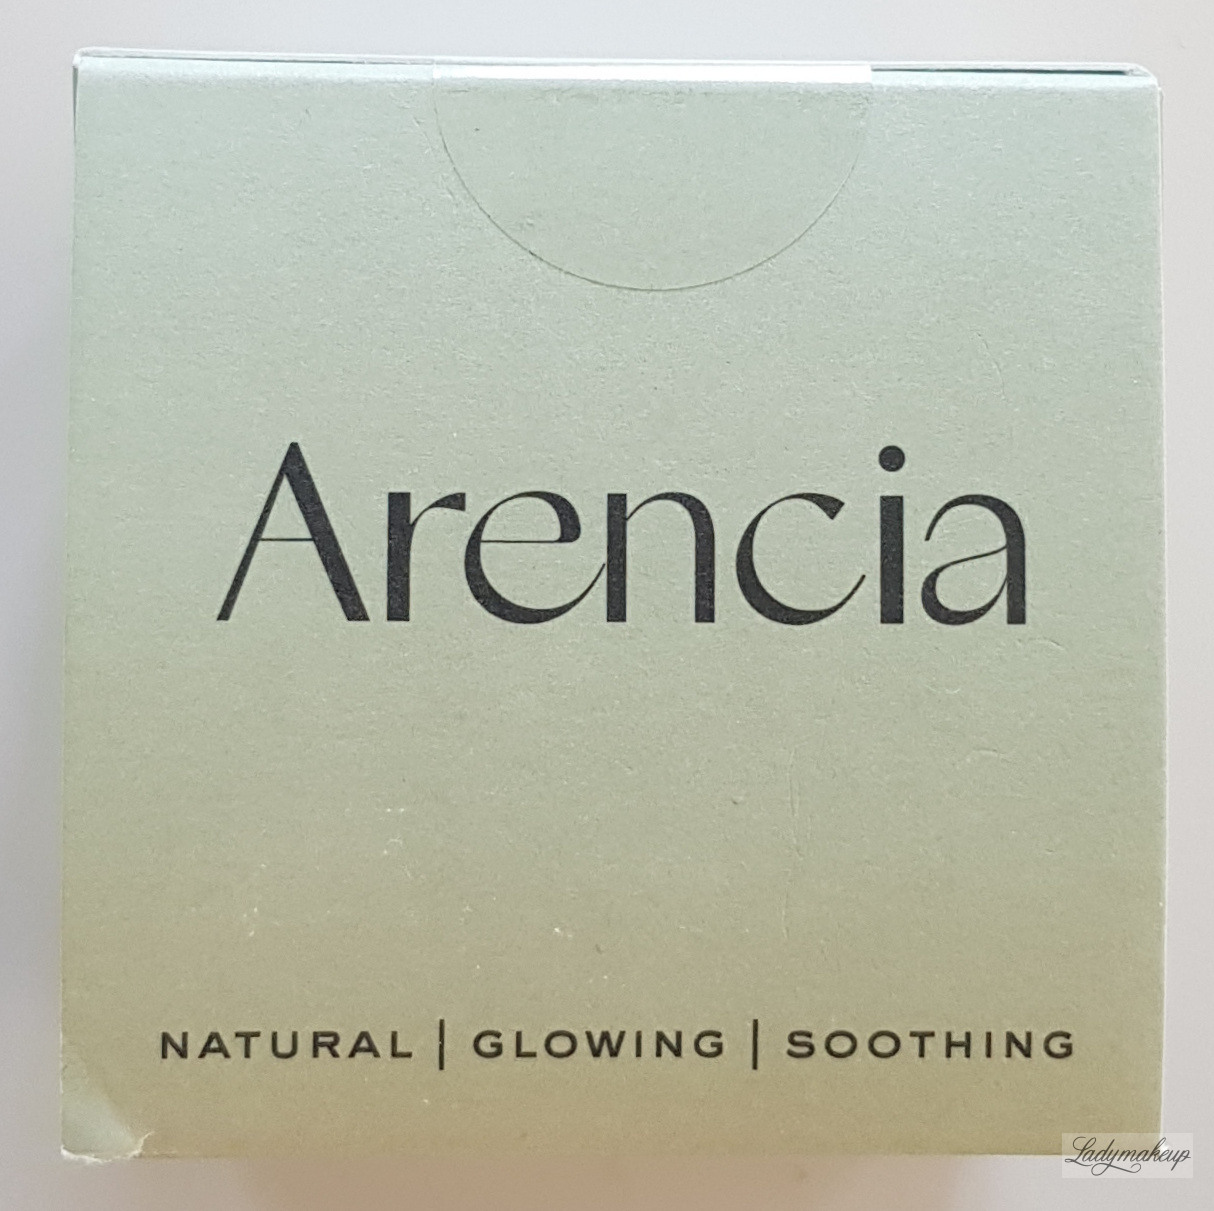 Arencia
NATURAL | GLOWING | SOOTHING
Ladymakeup